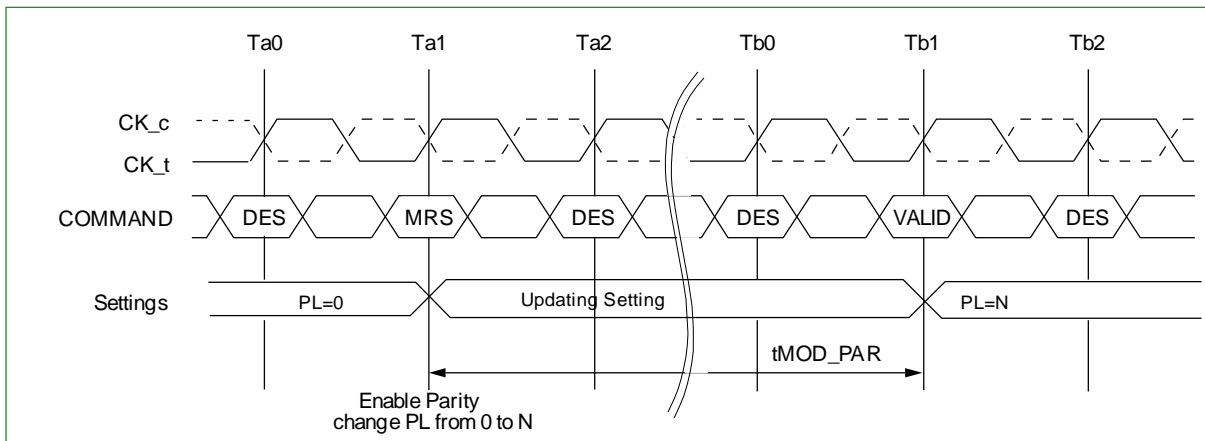 Ta0 Ta1 Ta2 Tb0 Tb1 Tb2
CK_c
CK_t
COMMAND DES MRS DES DES VALID DES
Settings PL=0 Updating Setting PL=N
tMOD_PAR
Enable Parity
change PL from 0 to N